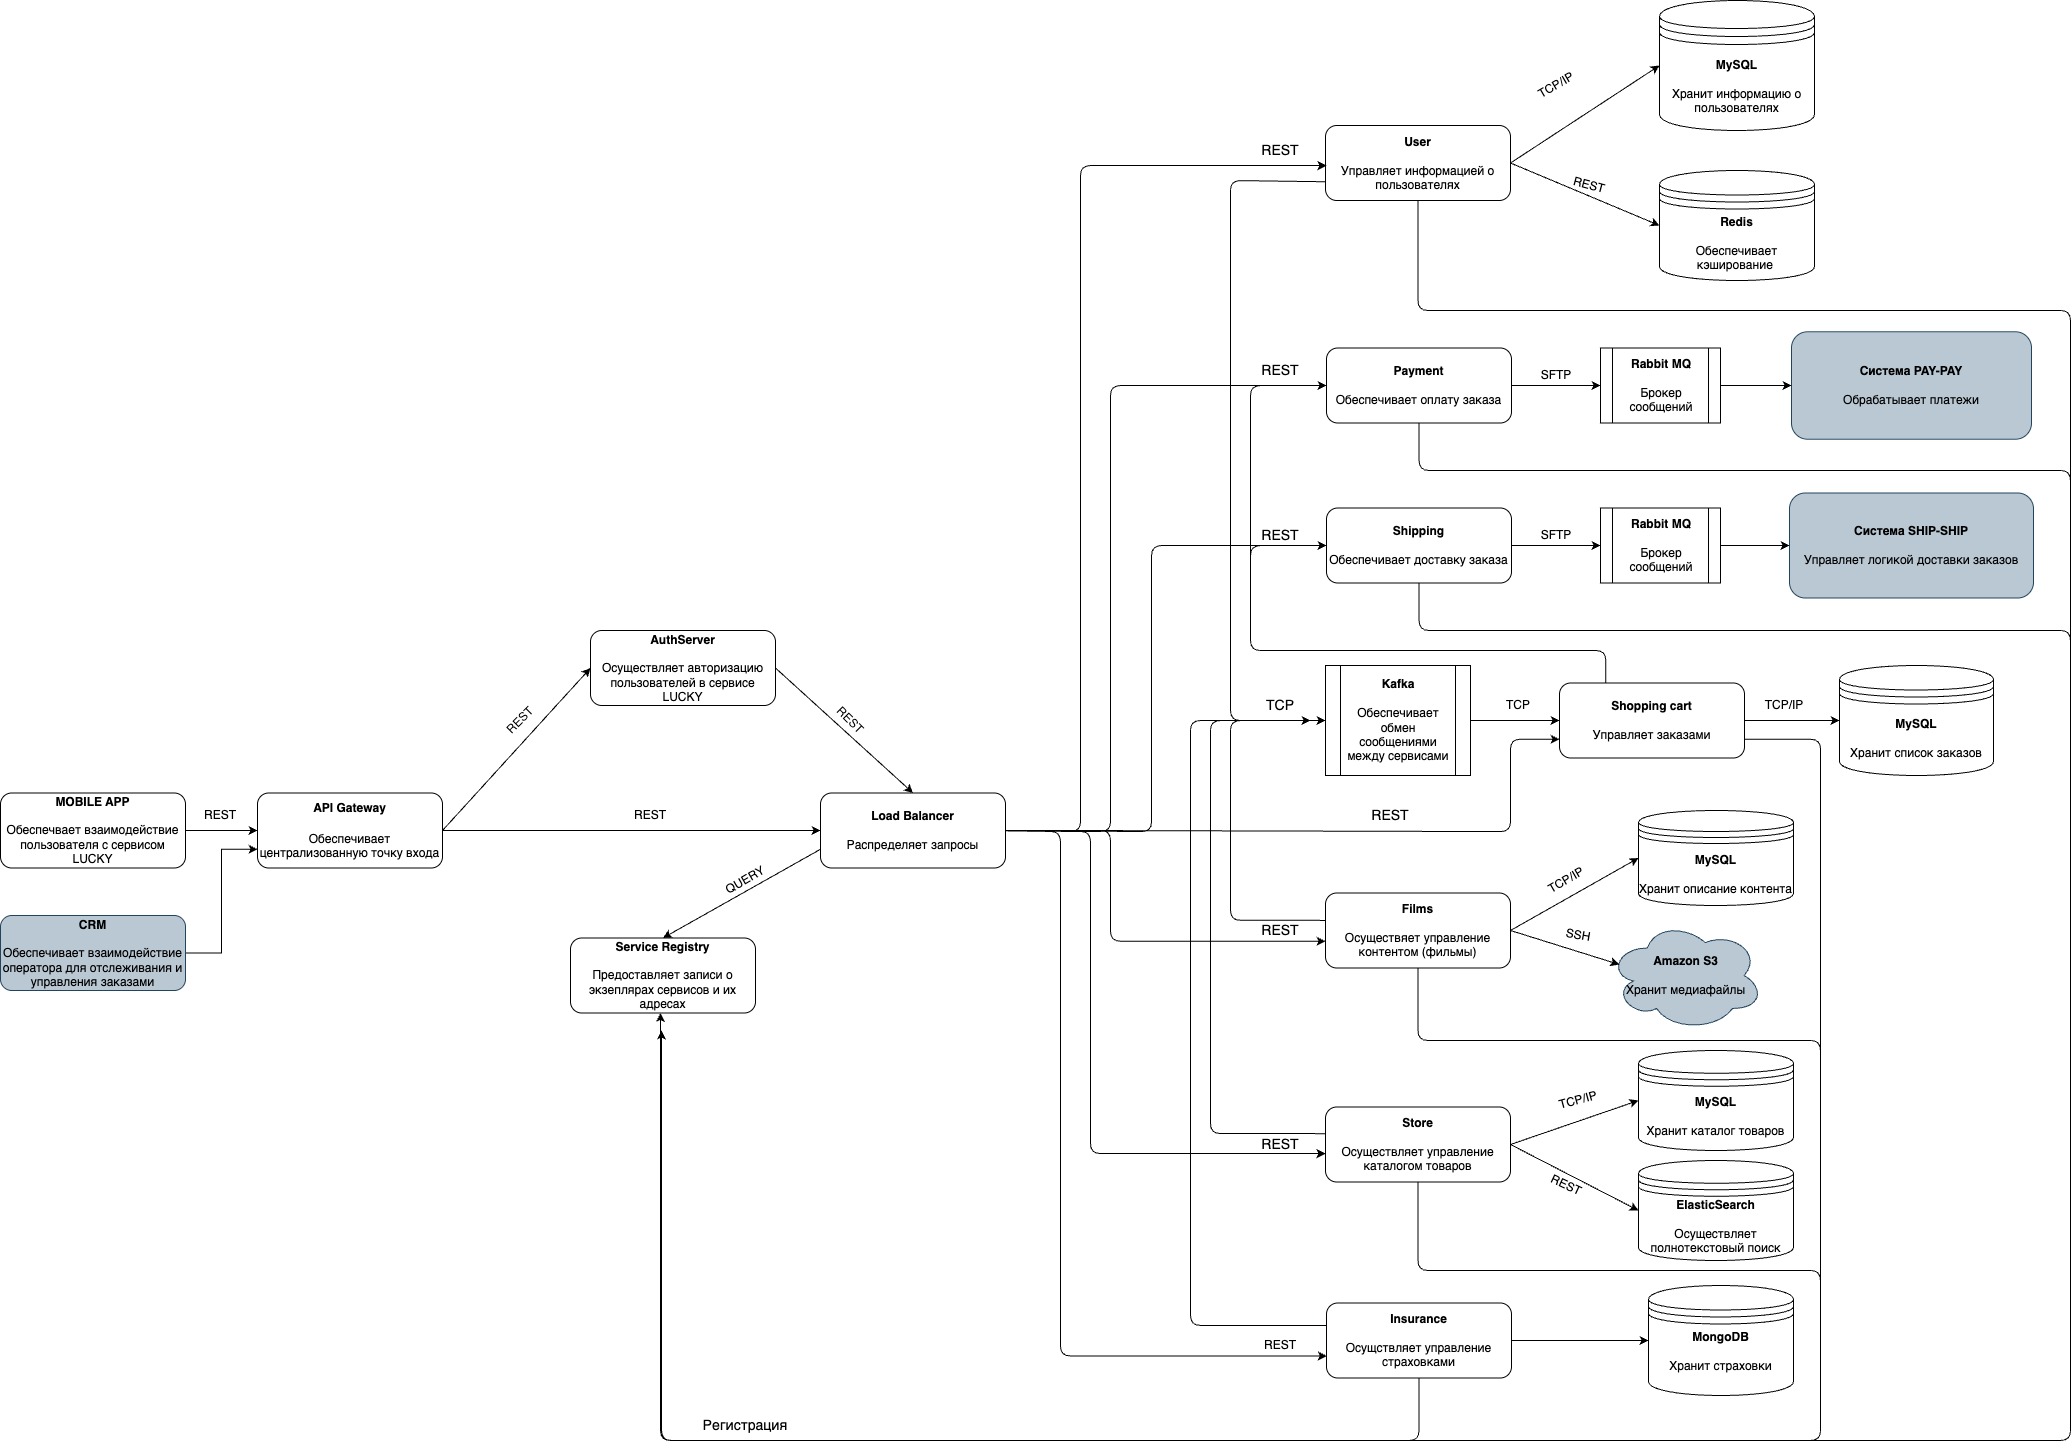 MySQL
Хранит информацию о
пользователях
TCP/IP
User
Управляет информацией о
пользователях
REST
REST
Redis
Обеспечивает
кэширование
REST
Payment
Обеспечивает оплату заказа
SFTP
Rabbit MQ
Брокер
сообщений
Система PAY-PAY
Обрабатывает платежи
REST
Shipping
Обеспечивает доставку заказа
SFTP
Rabbit MQ
Брокер
сообщений
Система SHIP-SHIP
Управляет логикой доставки заказов
AuthServer
Осуществляет авторизацию
пользователей в сервисе
LUCKY
REST
REST
TCP
Kafka
Обеспечивает
обмен
сообщениями
между сервисами
TCP
Shopping cart
Управляет заказами
TCP/IP
MySQL
Хранит список заказов
MOBILE APP
Обеспечвает взаимодействие
пользователя с сервисом
LUCKY
REST
API Gateway
Обеспечивает
централизованную точку входа
REST
Load Balancer
Распределяет запросы
REST
CRM
Обеспечивает взаимодействие
оператора для отслеживания и
управления заказами
QUERY
Service Registry
Предоставляет записи о
экзеплярах сервисов и их
адресах
Films
Осуществяет управление
контентом (фильмы)
REST
TCP/IP
MySQL
Хранит описание контента
SSH
Amazon S3
Хранит медиафайлы
Store
Осуществляет управление
каталогом товаров
REST
TCP/IP
MySQL
Хранит каталог товаров
REST
ElasticSearch
Осуществляет
полнотекстовый поиск
Insurance
Осущствляет управление
страховками
REST
MongoDB
Хранит страховки
Регистрация